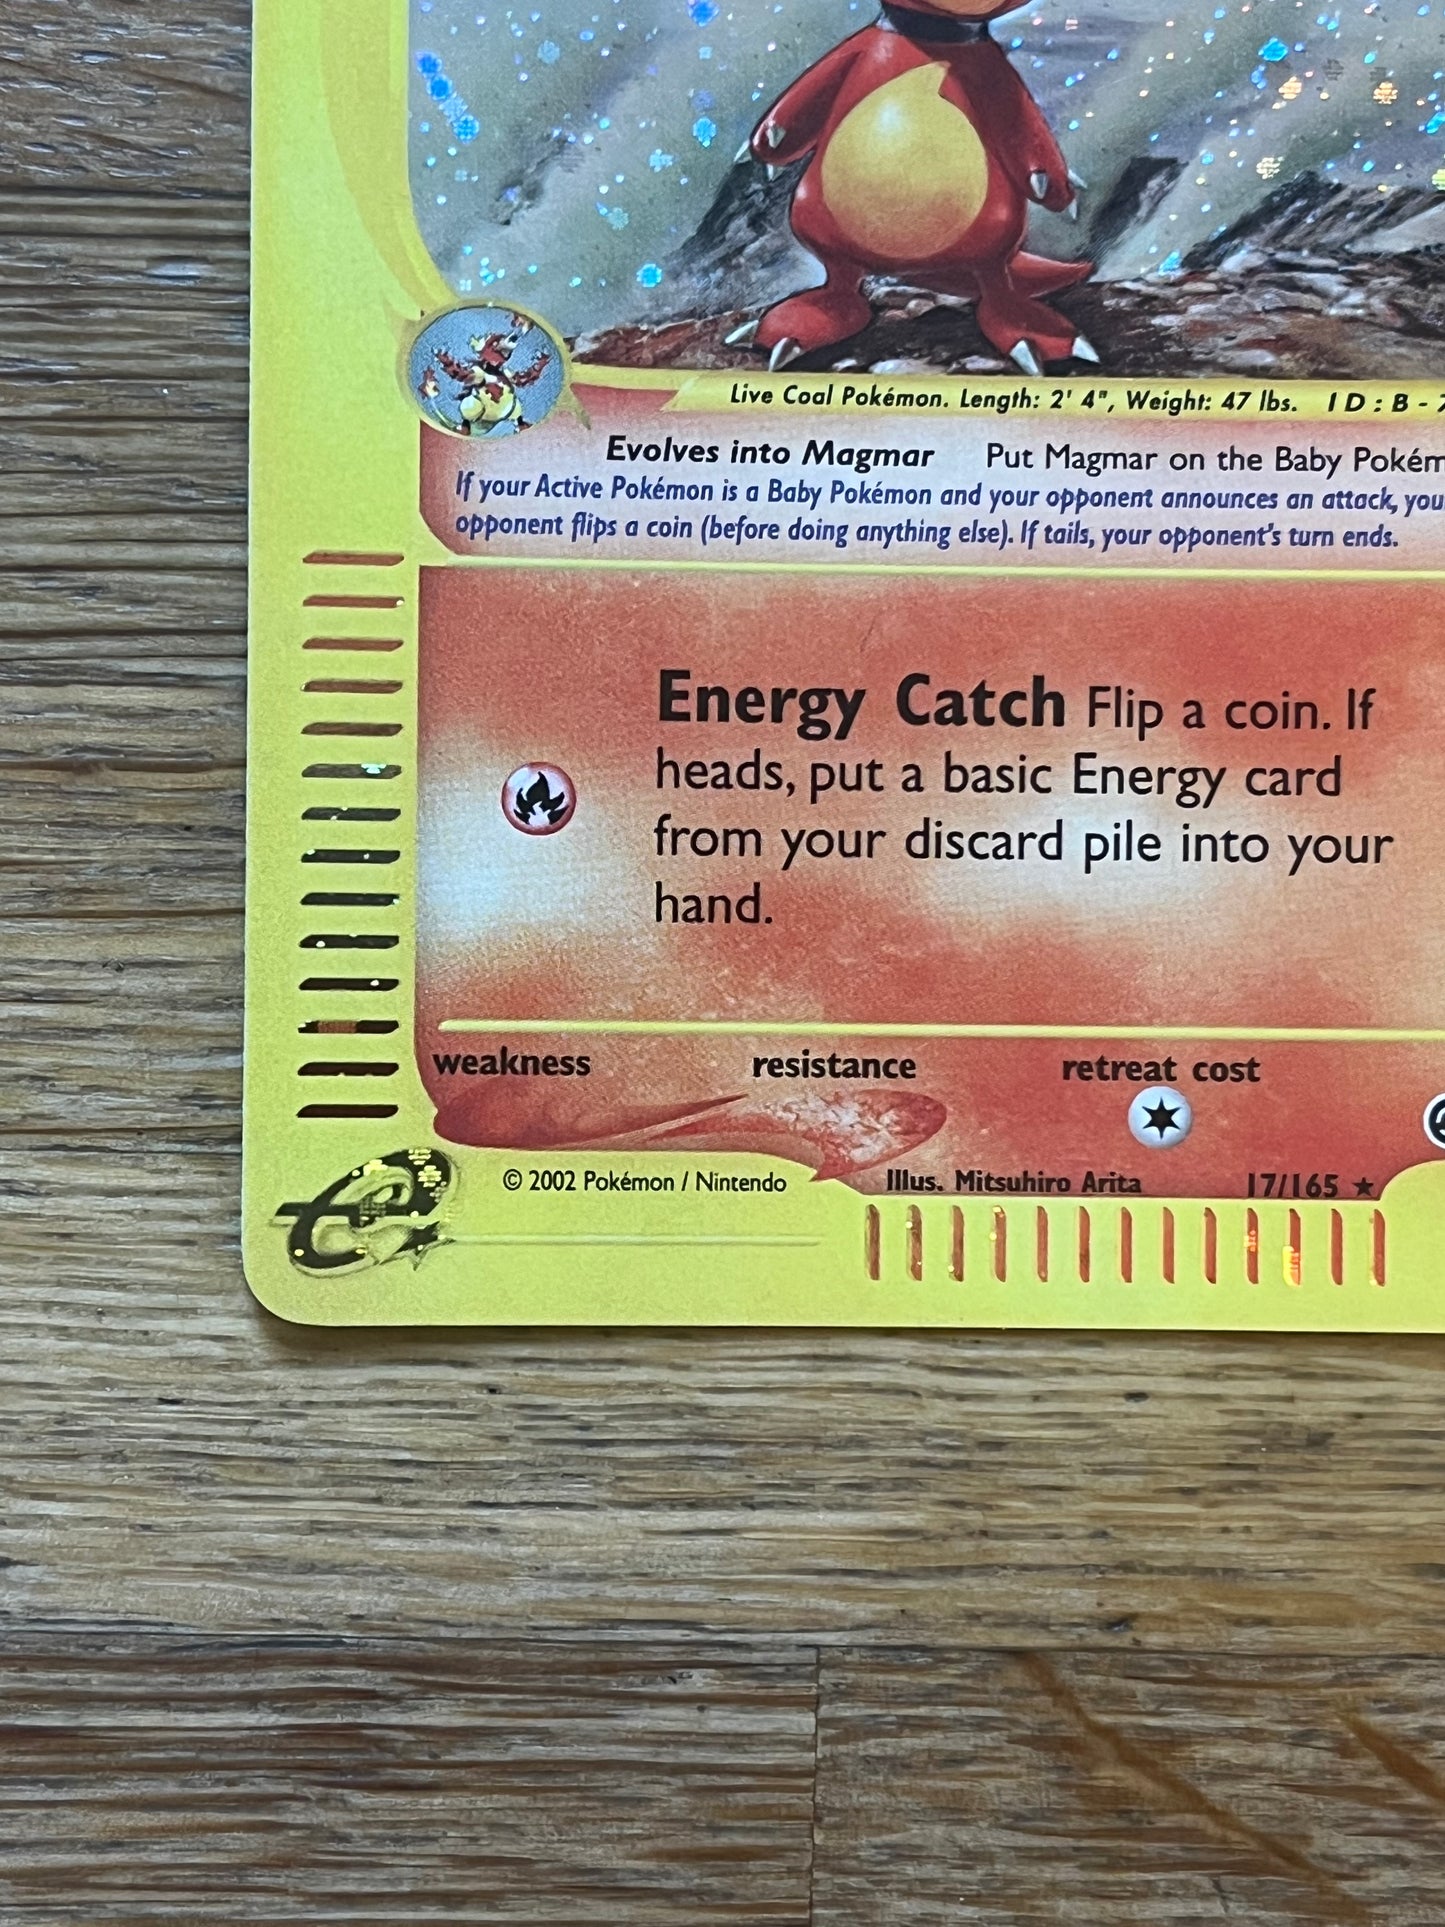 Live Coal Pokémon. Length: 2' 4", Weight: 47 lbs. ID: B -
Evolves into Magmar Put Magmar on the Baby Pokém
If your Active Pokémon is a Baby Pokémon and your opponent announces an attack, you
opponent flips a coin (before doing anything else). If tails, your opponent's turn ends.
Energy Catch Flip a coin. If
heads, put a basic Energy card
from your discard pile into your
hand.
weakness resistance retreat cost
© 2002 Pokémon / Nintendo Illus. Mitsuhiro Arita 17/165 ★